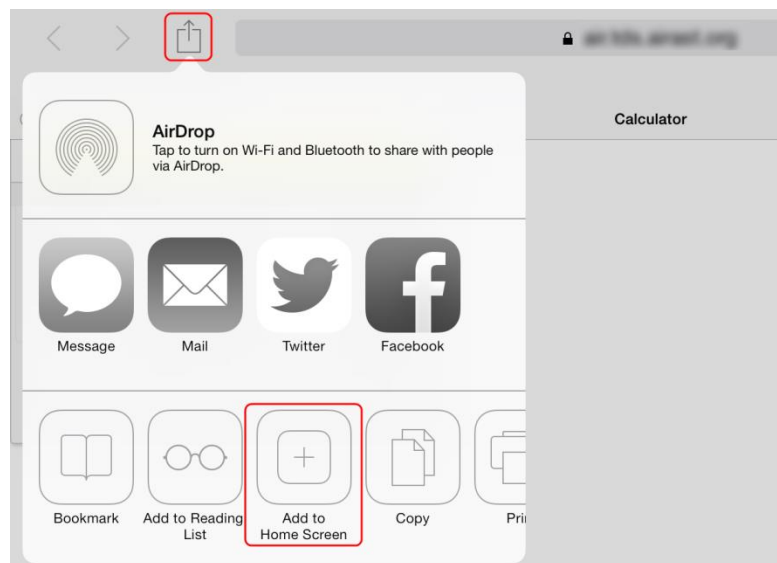 AirDrop
Tap to turn on Wi-Fi and Bluetooth to share with people
via AirDrop.
Calculator
Message
Mail
Twitter
Facebook
Bookmark
Add to Reading
List
Add to
Home Screen
Copy